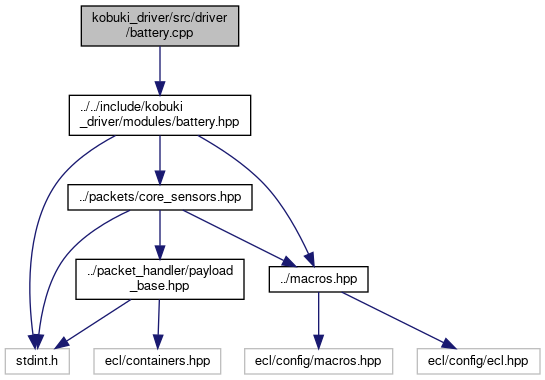 kobuki_driver/src/driver
/battery.cpp
../../include/kobuki
_driver/modules/battery.hpp
../packets/core_sensors.hpp
../packet_handler/payload
_base.hpp
../macros.hpp
stdint.h
ecl/containers.hpp
ecl/config/macros.hpp
ecl/config/ecl.hpp